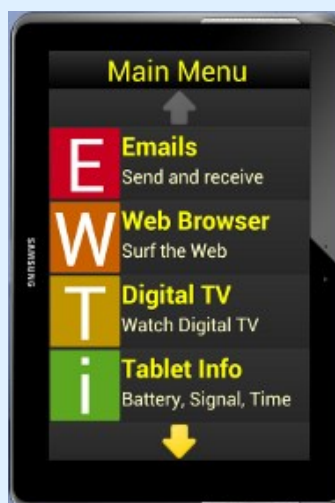 Main Menu
E
Emails
Send and receive
W
Web Browser
Surf the Web
T
Digital TV
Watch Digital TV
i
Tablet Info
Battery, Signal, Time
SAMSUNG